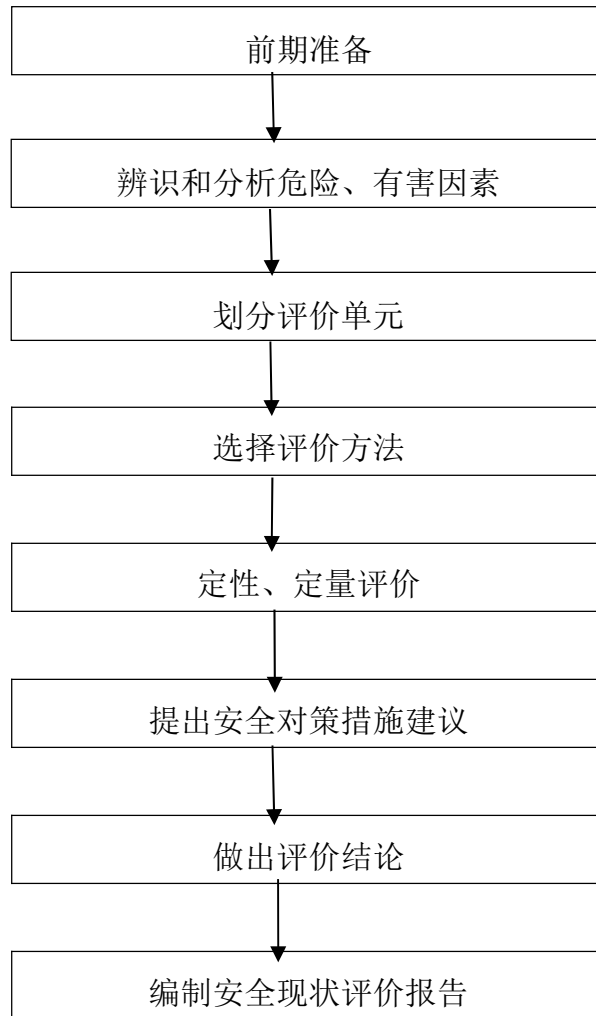 前期准备
辨识和分析危险、有害因素
划分评价单元
选择评价方法
定性、定量评价
提出安全对策措施建议
做出评价结论
编制安全现状评价报告